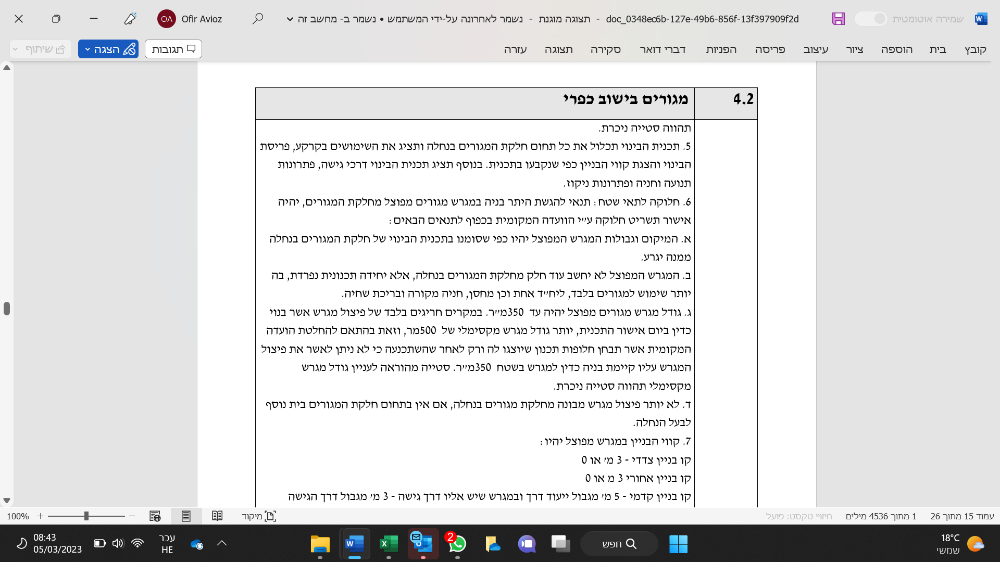 שמירה אוטומטית
doc_0348ec6b-127e-49b6-856f-13f397909f2d - תצוגה מוגנת - נשמר לאחרונה על-ידי המשתמש • נשמר ב- מחשב זה
Ofir Avioz
OA
קובץ בית הוספה ציור עיצוב פריסה הפניות דברי דואר סקירה תצוגה עזרה
תגובות
הצגה
שיתוף
4.2 מגורים בישוב כפרי
תהווה סטייה ניכרת.
5. תכנית הבינוי תכלול את כל תחום חלקת המגורים בנחלה ותציג את השימושים בקרקע, פריסת
הבינוי והצגת קווי הבניין כפי שנקבעו בתכנית. בנוסף תציג תכנית הבינוי דרכי גישה, פתרונות
תנועה וחניה ופתרונות ניקוז.
6. חלוקה לתאי שטח: תנאי להגשת היתר בניה במגרש מגורים מפוצל מחלקת המגורים, יהיה
אישור תשריט חלוקה ע"י הוועדה המקומית בכפוף לתנאים הבאים:
א. המיקום וגבולות המגרש המפוצל יהיו כפי שסומנו בתכנית הבינוי של חלקת המגורים בנחלה
ממנה יגרע.
ב. המגרש המפוצל לא יחשב עוד חלק מחלקת המגורים בנחלה, אלא יחידה תכנונית נפרדת, בה
יותר שימוש למגורים בלבד, ליח"ד אחת וכן מחסן, חניה מקורה ובריכת שחיה.
ג. גודל מגרש מגורים מפוצל יהיה עד 350מ"ר. במקרים חריגים בלבד של פיצול מגרש אשר בנוי
כדין ביום אישור התכנית, יותר גודל מגרש מקסימלי של 500מר, וזאת בהתאם להחלטת הועדה
המקומית אשר תבחן חלופות תכנון שיוצגו לה ורק לאחר שהשתכנעה כי לא ניתן לאשר את פיצול
המגרש עליו קיימת בניה כדין למגרש בשטח 350מ"ר. סטייה מהוראה לעניין גודל מגרש
מקסימלי תהווה סטייה ניכרת.
ד. לא יותר פיצול מגרש מבונה מחלקת מגורים בנחלה, אם אין בתחום חלקת המגורים בית נוסף
לבעל הנחלה.
7. קווי הבניין במגרש מפוצל יהיו:
קו בניין צדדי - 3 מ' או 0
קו בניין אחורי 3 מ או 0
קו בניין קדמי - 5 מ' מגבול ייעוד דרך ובמגרש שיש אליו דרך גישה - 3 מ' מגבול דרך הגישה
עמוד 15 מתוך 26
1 מתוך 4536 מילים
חיזויי טקסט: פועל
מיקוד
100%
18°C
שמשי
חפש
2
עבר
HE
08:43
05/03/2023